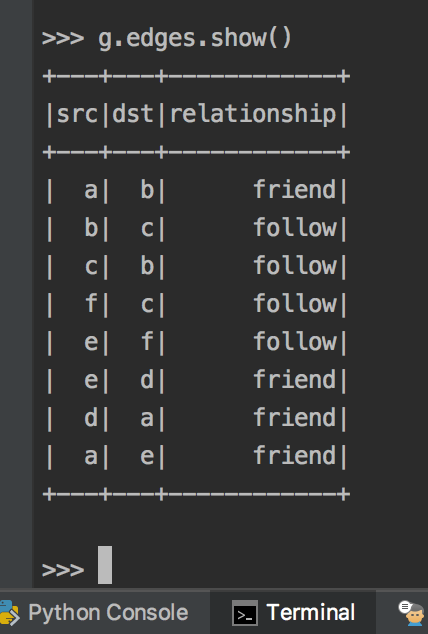 >>> g.edges.show()
+---+---+------------+
|src|dst|relationship|
+---+---+------------+
|  a|  b|      friend|
|  b|  c|      follow|
|  c|  b|      follow|
|  f|  c|      follow|
|  e|  f|      follow|
|  e|  d|      friend|
|  d|  a|      friend|
|  a|  e|      friend|
+---+---+------------+
>>>
Python Console >_ Terminal